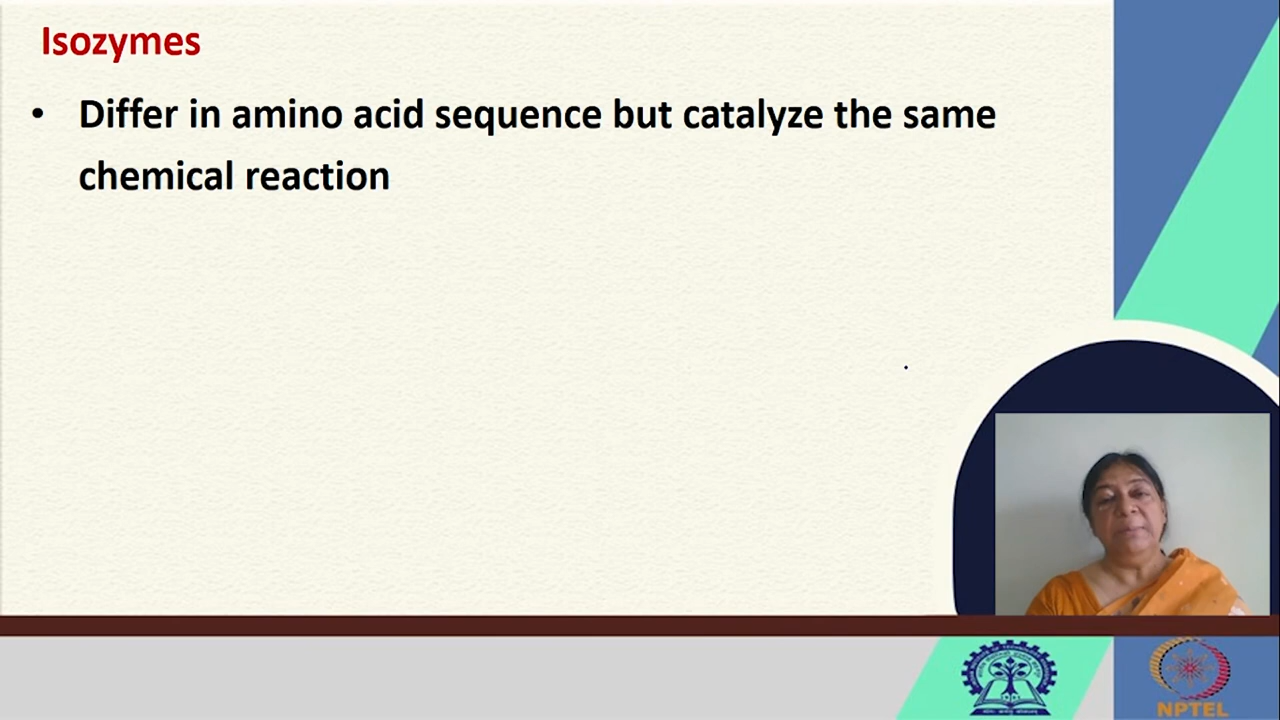 Isozymes
• Differ in amino acid sequence but catalyze the same
chemical reaction
NPTEL